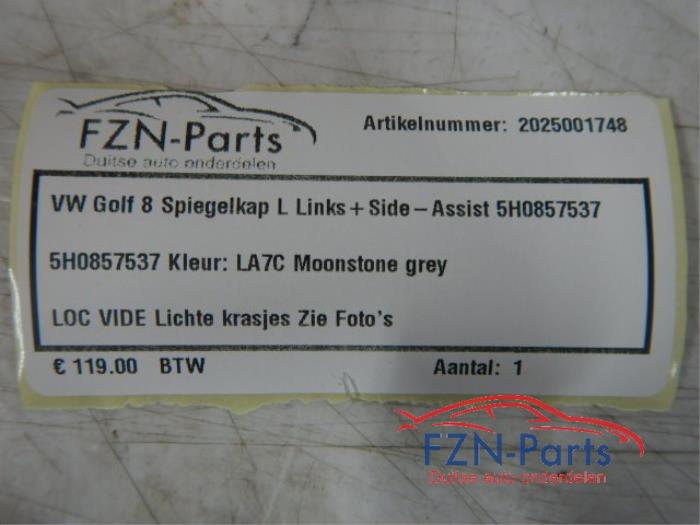 FZN-Parts
Duitse auto onderdelen
Artikelnummer: 2025001748
VW Golf 8 Spiegelkap L Links+Side-Assist 5H0857537
5H0857537 Kleur: LA7C Moonstone grey
LOC VIDE Lichte krasjes Zie Foto's
€ 119.00 BTW
Aantal: 1
FZN-Parts
Duitse auto onderdelen